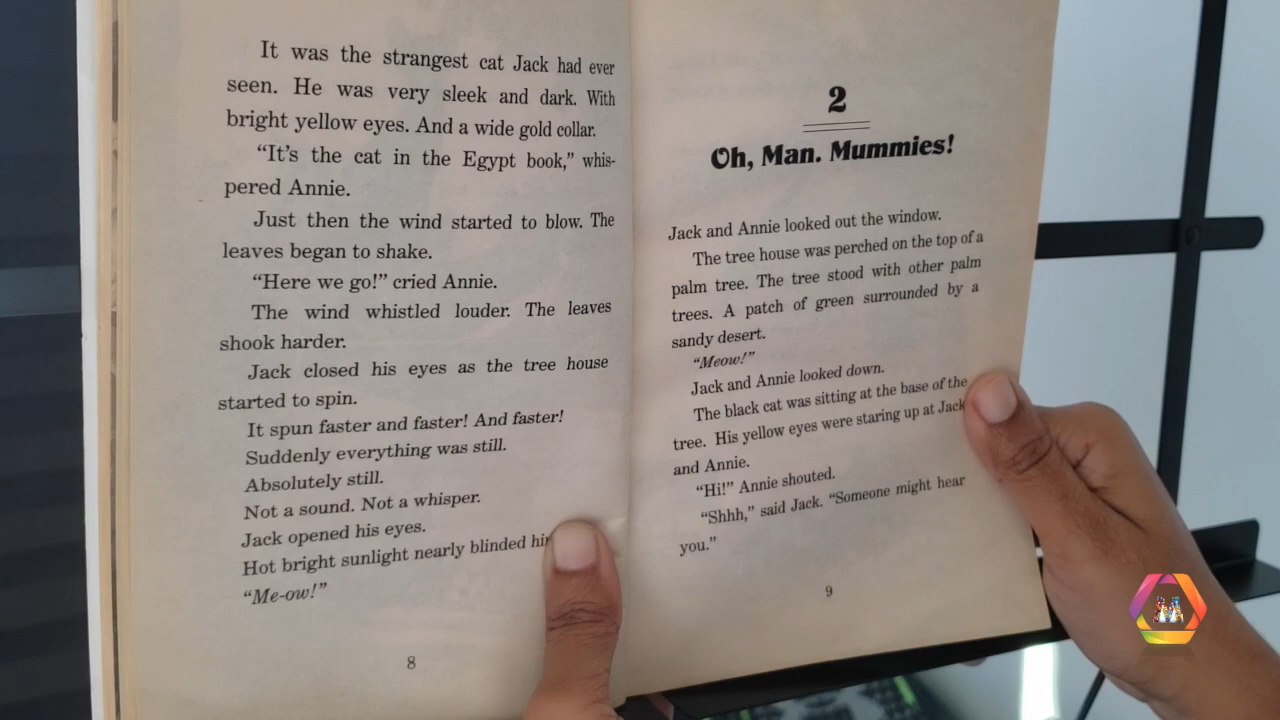 It was the strangest cat Jack had ever
seen. He was very sleek and dark. With
bright yellow eyes. And a wide gold collar.
“It’s the cat in the Egypt book,” whis-
pered Annie.
Just then the wind started to blow. The
leaves began to shake.
“Here we go!” cried Annie.
The wind whistled louder. The leaves
shook harder.
Jack closed his eyes as the tree house
started to spin.
It spun faster and faster! And faster!
Suddenly everything was still.
Absolutely still.
Not a sound. Not a whisper.
Jack opened his eyes.
Hot bright sunlight nearly blinded
“Me-ow!”
8
2
Oh, Man. Mummies!
Jack and Annie looked out the window.
The tree house was perched on the top of a
palm tree. The tree stood with other palm
trees. A patch of green surrounded by a
sandy desert.
“Meow!”
Jack and Annie looked down.
The black cat was sitting at the base of the
tree. His yellow eyes were staring up at Jack
and Annie.
“Hi!” Annie shouted.
“Shhh,” said Jack. “Someone might hear
you.”
9